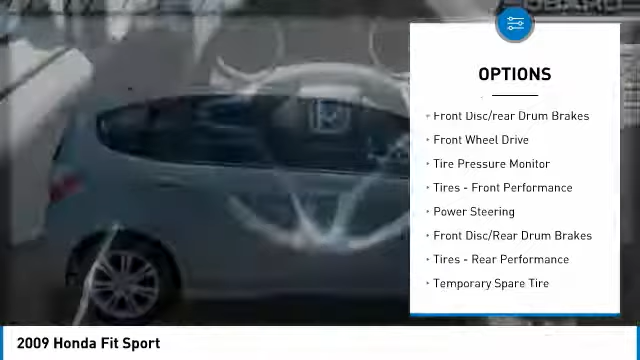 OPTIONS
Front Disc/rear Drum Brakes
Front Wheel Drive
Tire Pressure Monitor
Tires - Front Performance
Power Steering
Front Disc/Rear Drum Brakes
Tires - Rear Performance
Temporary Spare Tire
2009 Honda Fit Sport